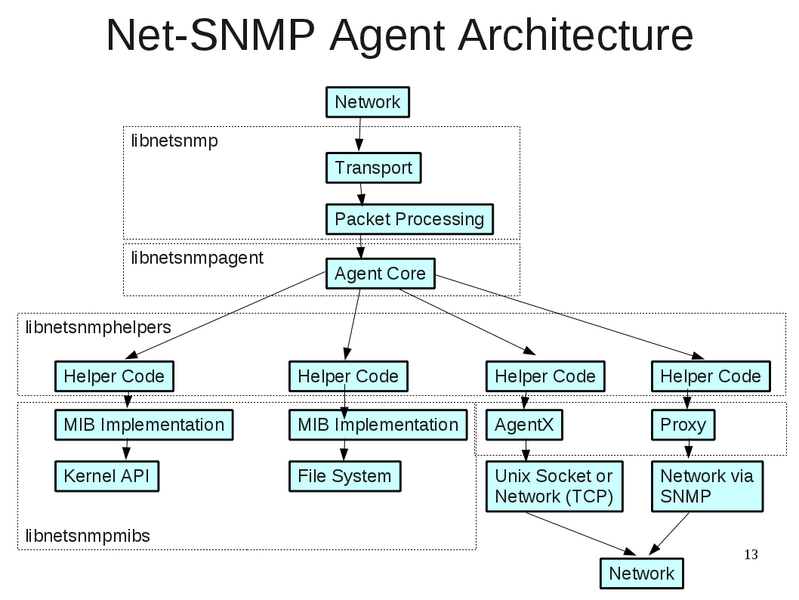 Net-SNMP Agent Architecture
Network
libnetsnmp
Transport
Packet Processing
libnetsnmpagent
Agent Core
libnetsnmphelpers
Helper Code
Helper Code
Helper Code
Helper Code
MIB Implementation
MIB Implementation
AgentX
Proxy
Kernel API
File System
Unix Socket or
Network (TCP)
Network via
SNMP
libnetsnmpmibs
13
Network